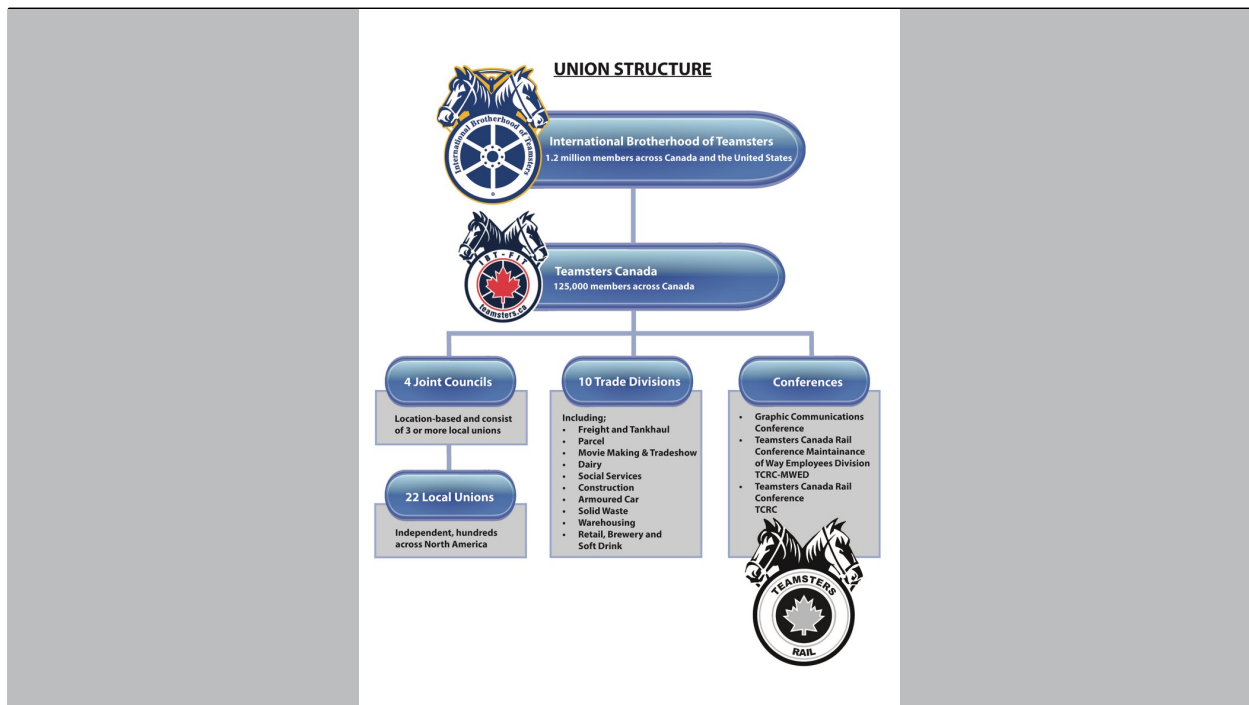 UNION STRUCTURE
International Brotherhood of Teamsters
International Brotherhood of Teamsters
1.2 million members across Canada and the United States
IBT-FIT
teamsters.ca
Teamsters Canada
125,000 members across Canada
4 Joint Councils
Location-based and consist
of 3 or more local unions
22 Local Unions
Independent, hundreds
across North America
10 Trade Divisions
Including;
• Freight and Tankhaul
• Parcel
• Movie Making & Tradeshow
• Dairy
• Social Services
• Construction
• Armoured Car
• Solid Waste
• Warehousing
• Retail, Brewery and
Soft Drink
Conferences
• Graphic Communications
Conference
• Teamsters Canada Rail
Conference Maintainance
of Way Employees Division
TCRC-MWED
• Teamsters Canada Rail
Conference
TCRC
TEAMSTERS
RAIL